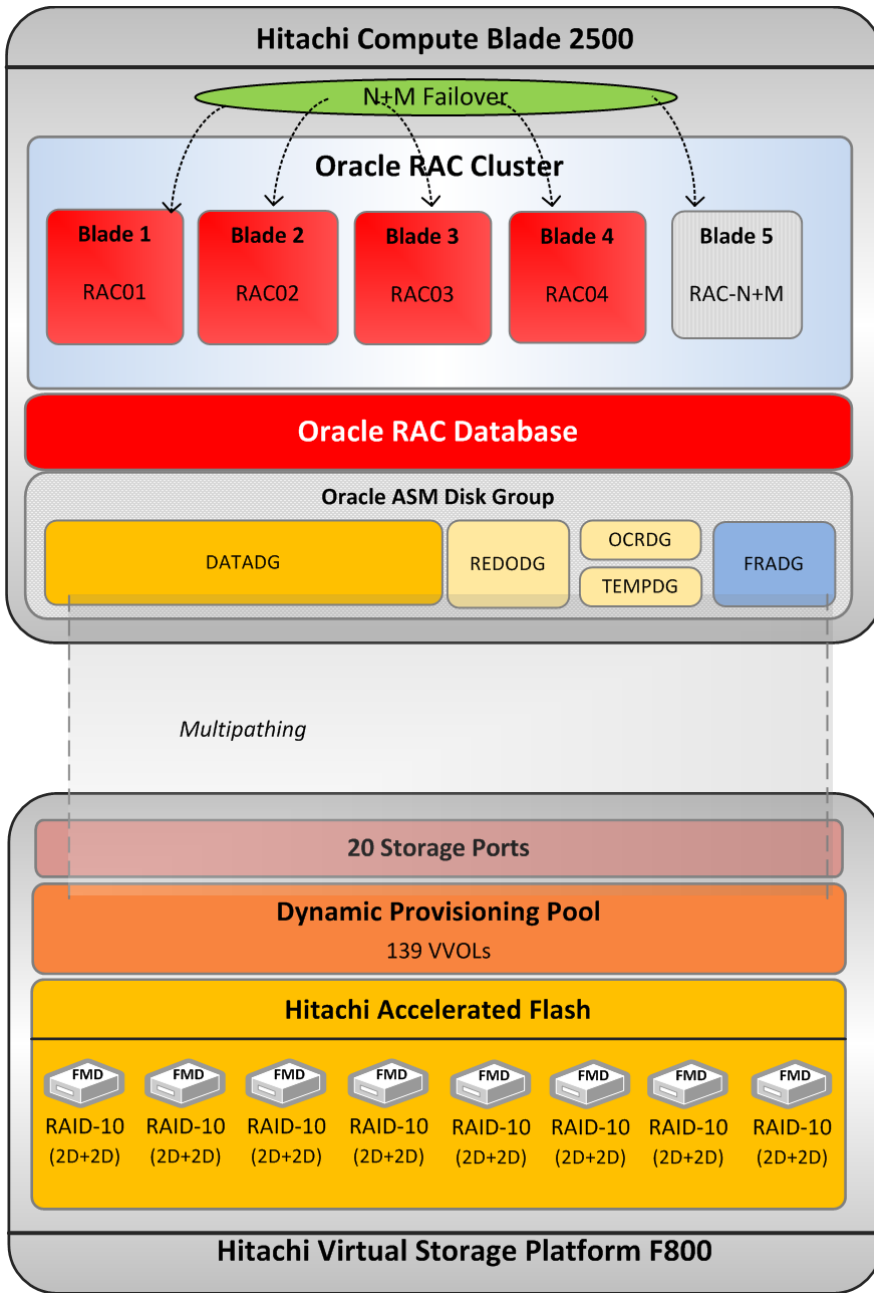 Hitachi Compute Blade 2500
N+M Failover
Oracle RAC Cluster
Blade 1
RAC01
Blade 2
RAC02
Blade 3
RAC03
Blade 4
RAC04
Blade 5
RAC-N+M
Oracle RAC Database
Oracle ASM Disk Group
DATADG
REDODG
OCRDG
TEMPDG
FRADG
Multipathing
20 Storage Ports
Dynamic Provisioning Pool
139 VVOLs
Hitachi Accelerated Flash
FMD FMD FMD FMD FMD FMD FMD FMD
RAID-10 RAID-10 RAID-10 RAID-10 RAID-10 RAID-10 RAID-10 RAID-10
(2D+2D) (2D+2D) (2D+2D) (2D+2D) (2D+2D) (2D+2D) (2D+2D) (2D+2D)
Hitachi Virtual Storage Platform F800